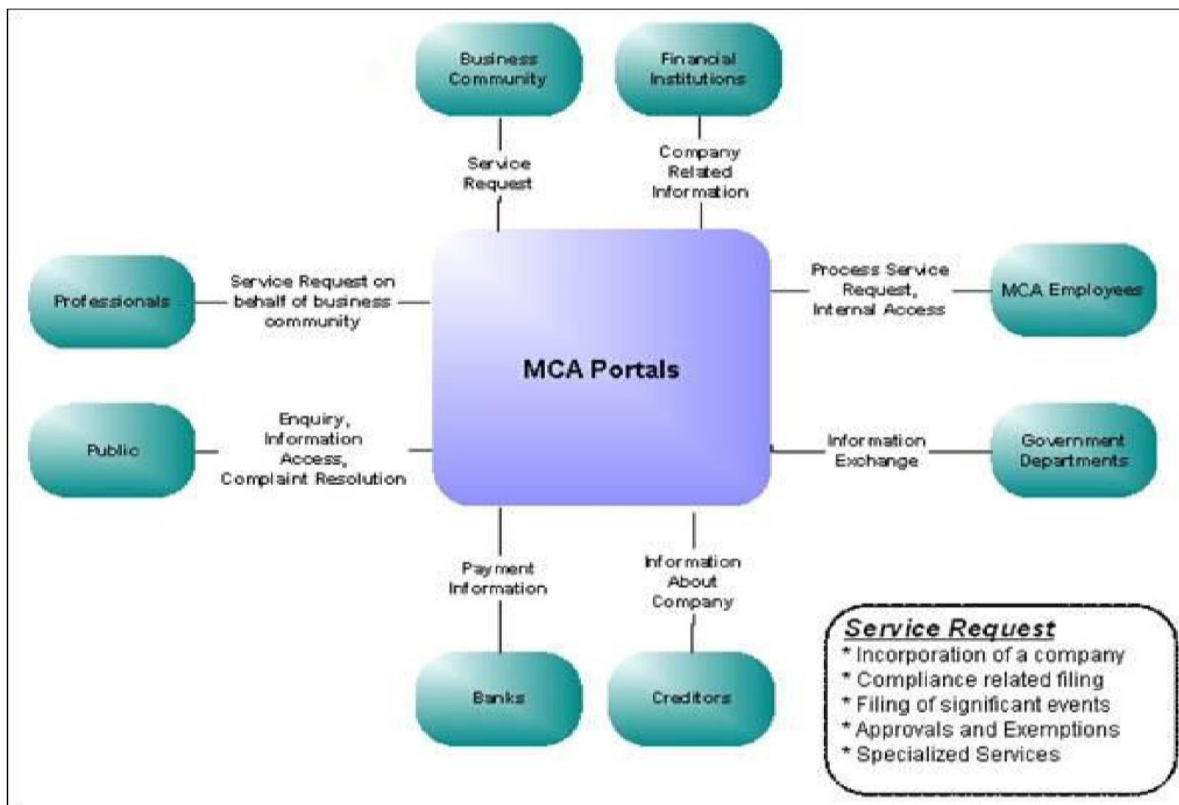 Business
Community
Financial
Institutions
Service
Request
Company
Related
Information
Professionals
Service Request on
behalf of business
community
Process Service
Request,
Internal Access
MCA Employees
MCA Portals
Public
Enquiry,
Information
Access,
Complaint Resolution
Information
Exchange
Government
Departments
Payment
Information
Information
About
Company
Banks
Creditors
Service Request
* Incorporation of a company
* Compliance related filing
* Filing of significant events
* Approvals and Exemptions
* Specialized Services